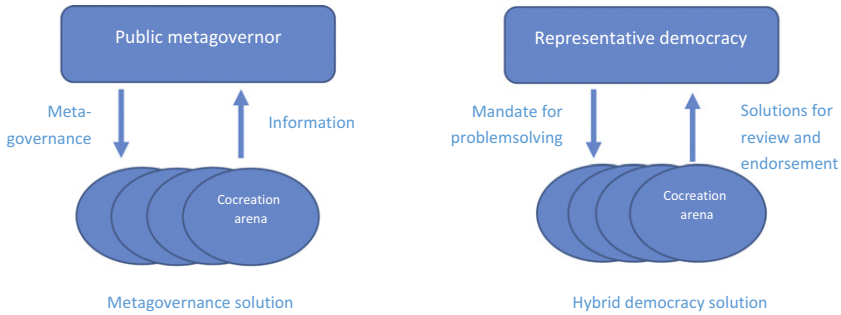 Public metagovernor
Meta-
governance
Information
Cocreation
arena
Metagovernance solution
Representative democracy
Mandate for
problemsolving
Solutions for
review and
endorsement
Cocreation
arena
Hybrid democracy solution